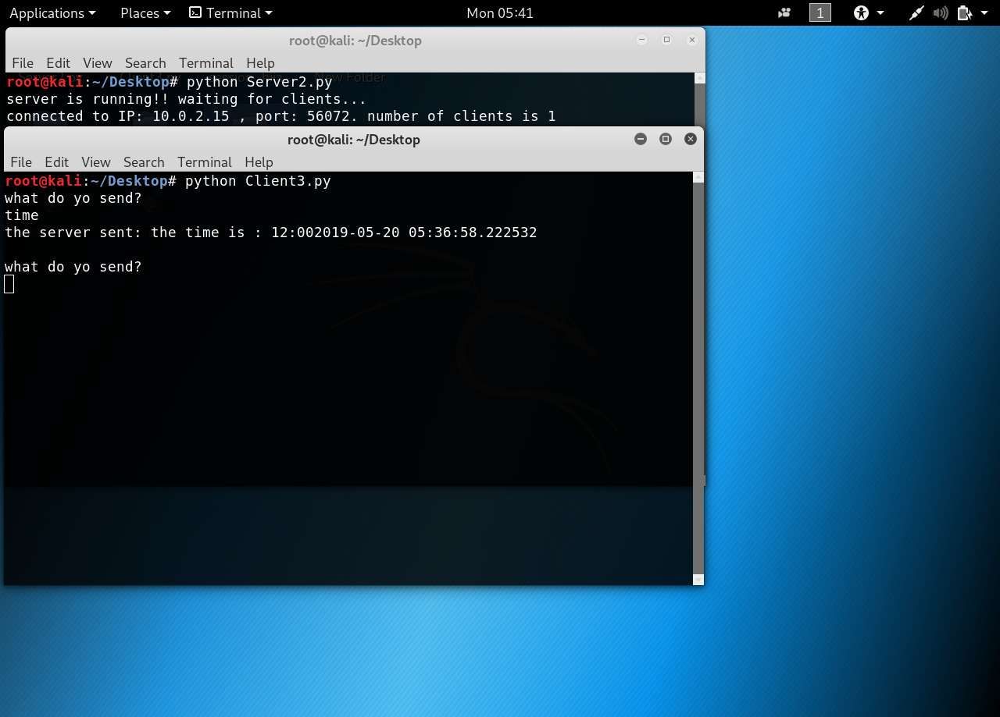 Applications Places Terminal Mon 05:41 1
root@kali: ~/Desktop
File Edit View Search Terminal Help
New Folder
root@kali:~/Desktop# python Server2.py
server is running!! waiting for clients...
connected to IP: 10.0.2.15 , port: 56072. number of clients is 1
root@kali: ~/Desktop
File Edit View Search Terminal Help
root@kali:~/Desktop# python Client3.py
what do yo send?
time
the server sent: the time is : 12:002019-05-20 05:36:58.222532
what do yo send?